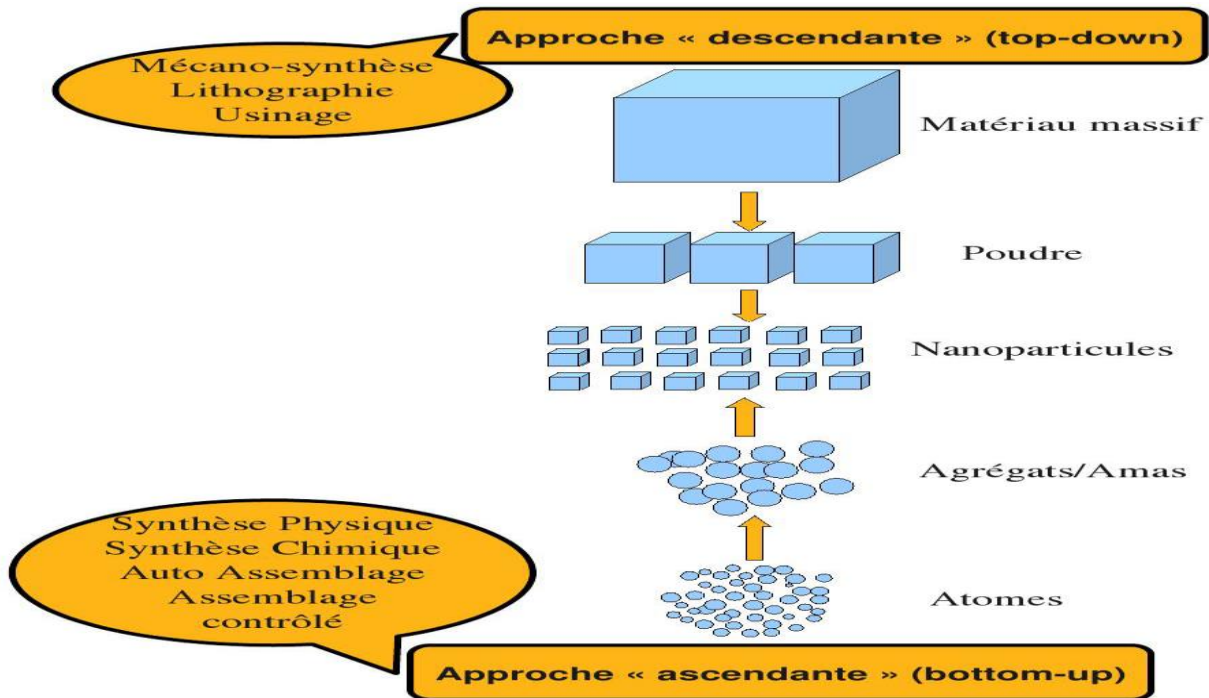 Approche « descendante » (top-down)
Mécano-synthèse
Lithographie
Usinage
Matériau massif
Poudre
Nanoparticules
Agrégats/Amas
Synthèse Physique
Synthèse Chimique
Auto Assemblage
Assemblage
contrôlé
Atomes
Approche « ascendante » (bottom-up)